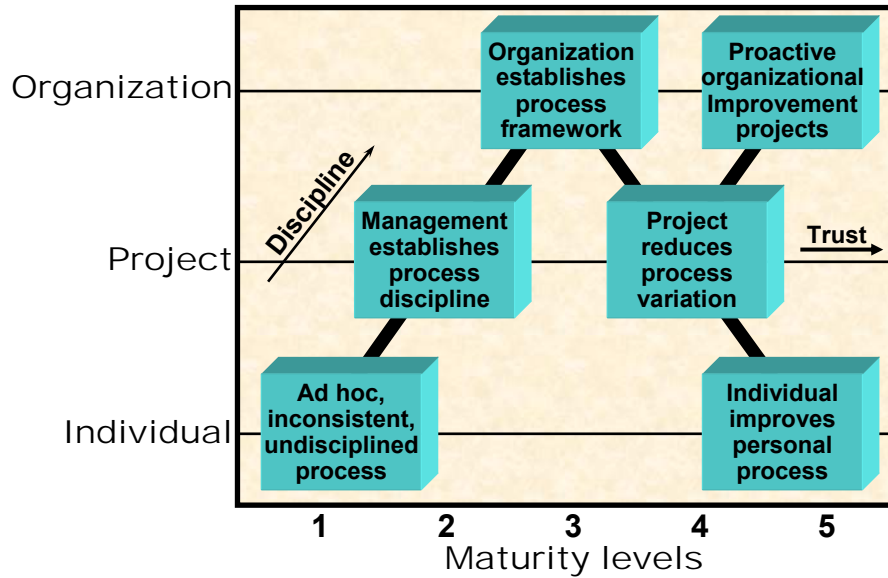 Organization
Organization
establishes
process
framework
Proactive
organizational
Improvement
projects
Discipline
Project
Management
establishes
process
discipline
Project
reduces
process
variation
Trust
Individual
Ad hoc,
inconsistent,
undisciplined
process
Individual
improves
personal
process
1 2 3 4 5
Maturity levels